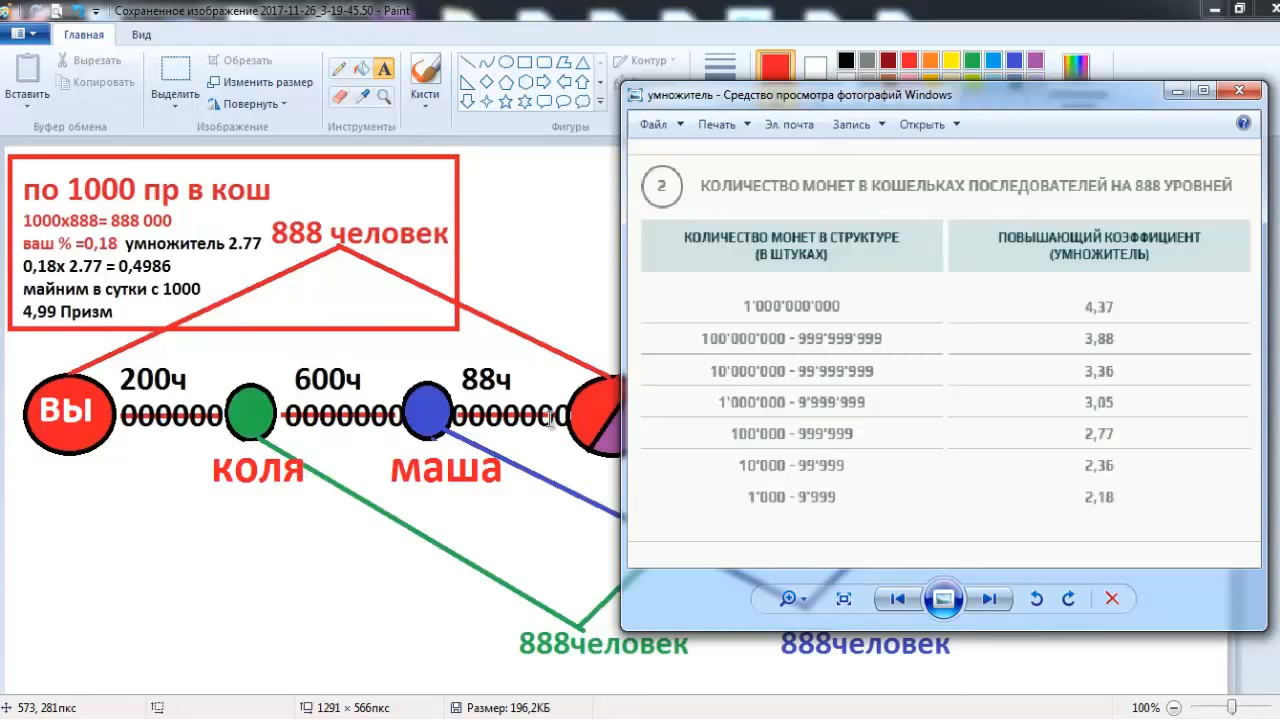 Сохраненное изображение 2017-11-26_3-19-45.50 - Paint
Главная
Вид
Вставить
Вырезать
Копировать
Буфер обмена
Выделить
Обрезать
Изменить размер
Повернуть
Изображение
A
Инструменты
Кисти
Контур
Фигуры
по 1000 пр в кош
1000x888= 888 000
ваш % =0,18 умножитель 2.77
0,18x 2.77 = 0,4986
майним в сутки с 1000
4,99 Призм
888 человек
ВЫ
200ч
600ч
88ч
0000000
00000000
00000000
коля
маша
888человек
888человек
умножитель - Средство просмотра фотографий Windows
Файл
Печать
Эл. почта
Запись
Открыть
2
КОЛИЧЕСТВО МОНЕТ В КОШЕЛЬКАХ ПОСЛЕДОВАТЕЛЕЙ НА 888 УРОВНЕЙ
КОЛИЧЕСТВО МОНЕТ В СТРУКТУРЕ
(В ШТУКАХ)
ПОВЫШАЮЩИЙ КОЭФФИЦИЕНТ
(УМНОЖИТЕЛЬ)
1'000'000'000 4,37
100'000'000 - 999'999'999 3,88
10'000'000 - 99'999'999 3,36
1'000'000 - 9'999'999 3,05
100'000 - 999'999 2,77
10'000 - 99'999 2,36
1'000 - 9'999 2,18
573, 281пкс
1291 × 566пкс
Размер: 196,2КБ
100%